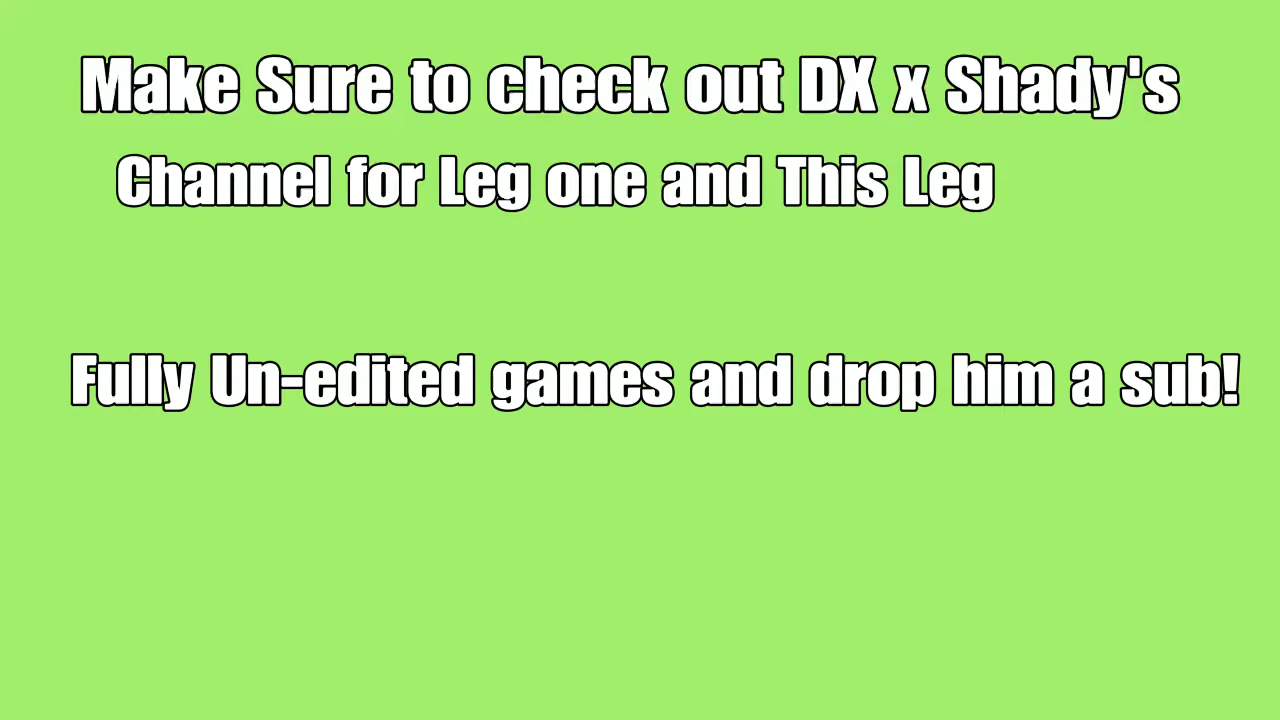 Make Sure to check out DX x Shady's
Channel for Leg one and This Leg
Fully Un-edited games and drop him a sub!